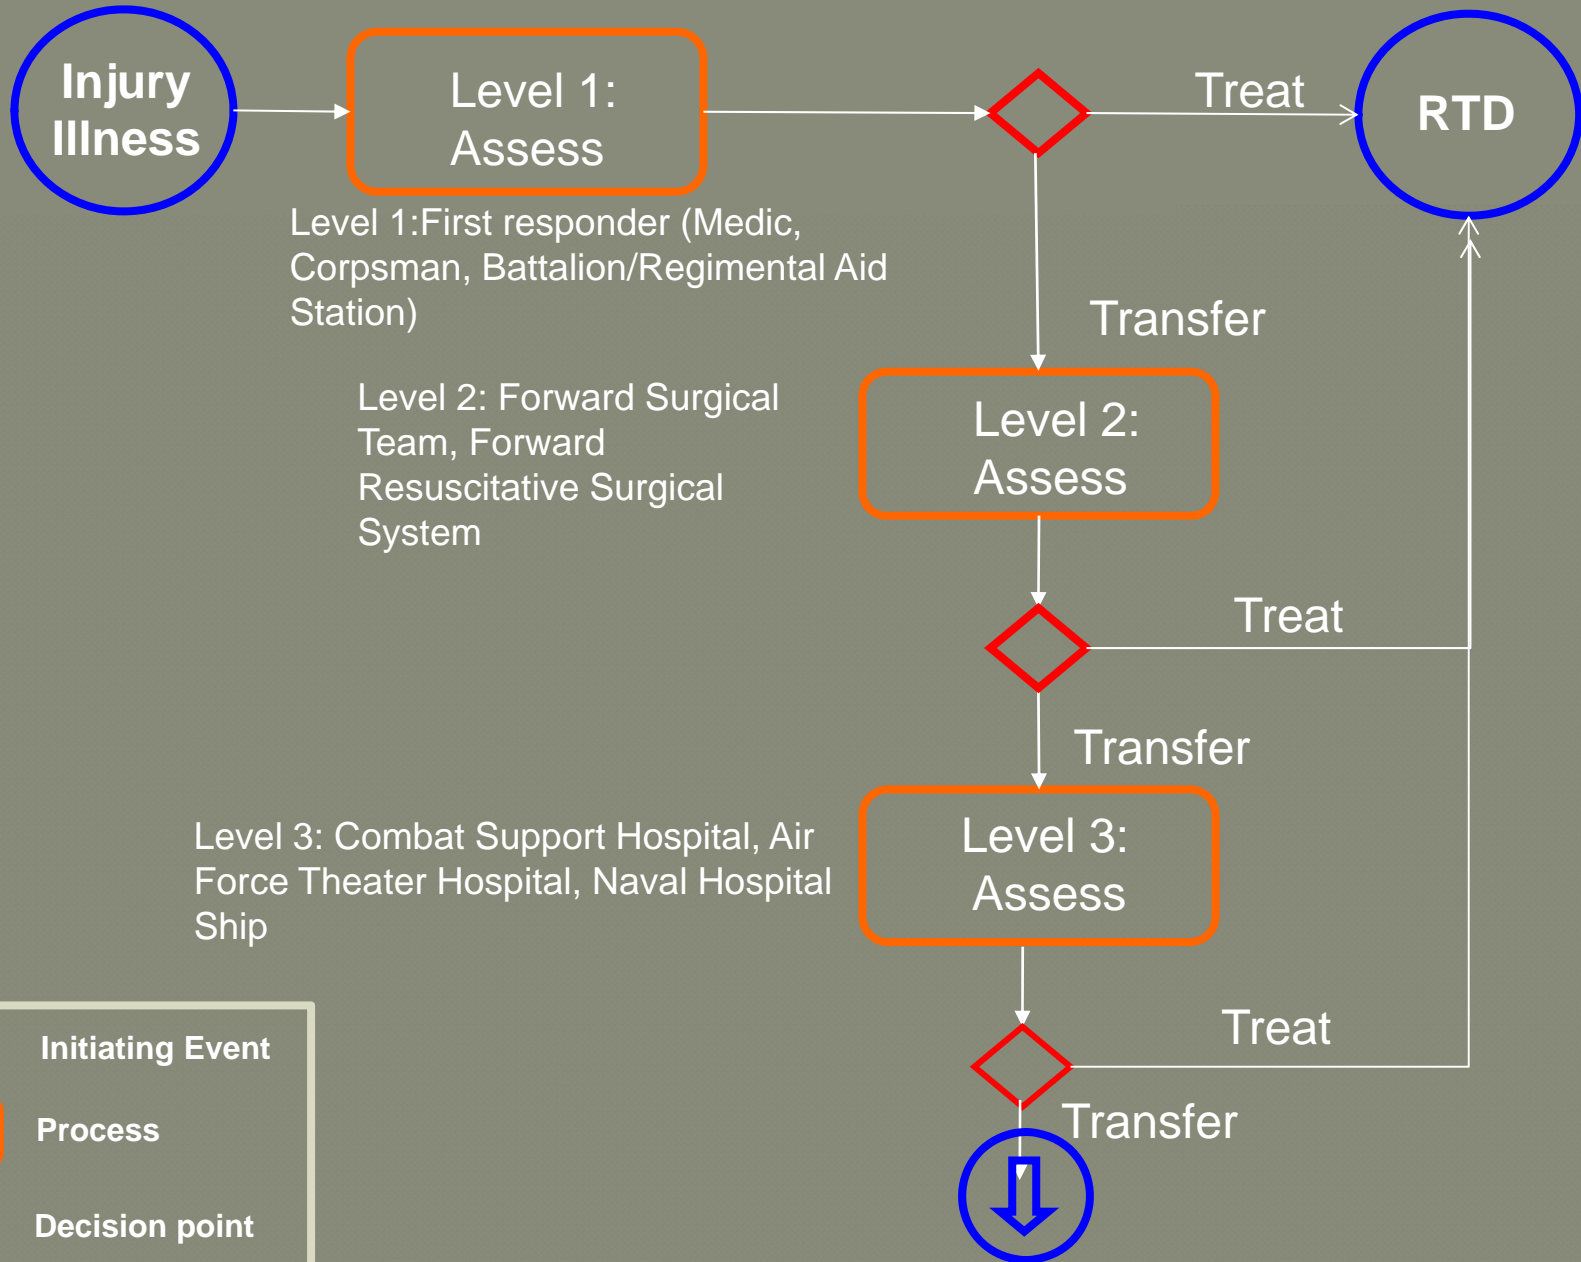 Injury
Illness
Level 1:
Assess
Treat
RTD
Level 1:First responder (Medic,
Corpsman, Battalion/Regimental Aid
Station)
Transfer
Level 2: Forward Surgical
Team, Forward
Resuscitative Surgical
System
Level 2:
Assess
Treat
Transfer
Level 3: Combat Support Hospital, Air
Force Theater Hospital, Naval Hospital
Ship
Level 3:
Assess
Treat
Transfer
Initiating Event
Process
Decision point